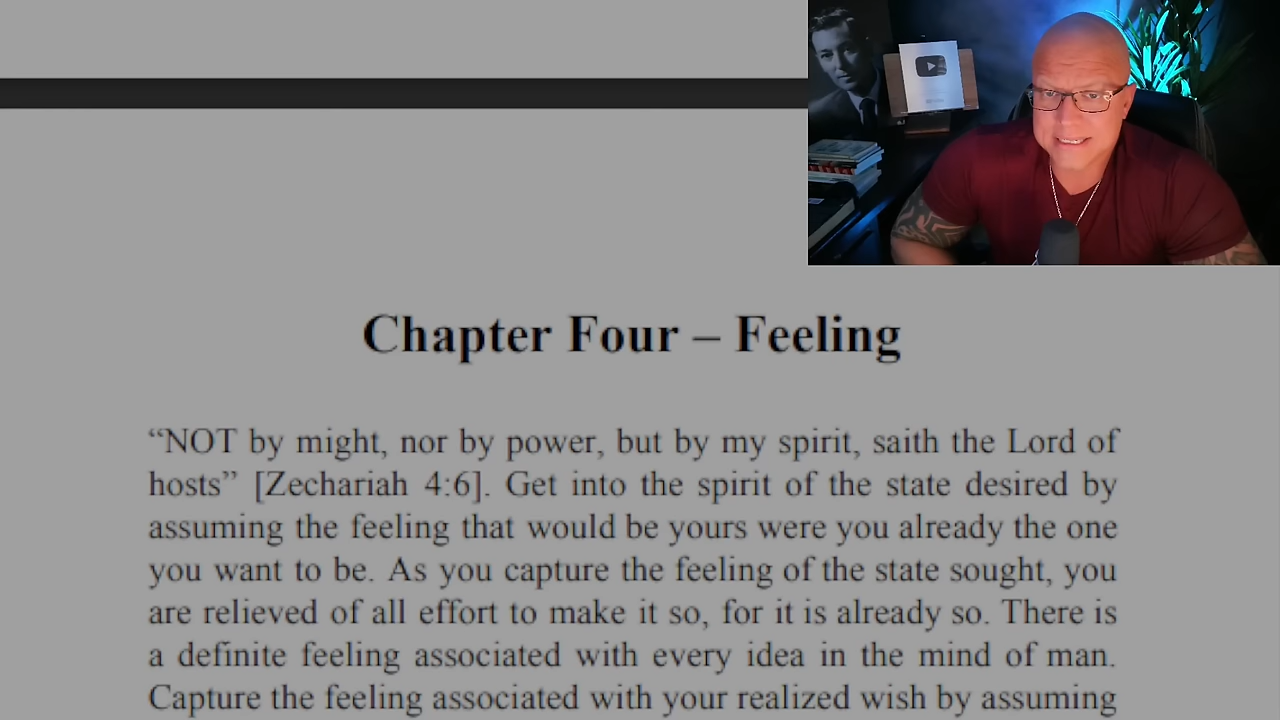 Chapter Four – Feeling
“NOT by might, nor by power, but by my spirit, saith the Lord of
hosts” [Zechariah 4:6]. Get into the spirit of the state desired by
assuming the feeling that would be yours were you already the one
you want to be. As you capture the feeling of the state sought, you
are relieved of all effort to make it so, for it is already so. There is
a definite feeling associated with every idea in the mind of man.
Capture the feeling associated with your realized wish by assuming